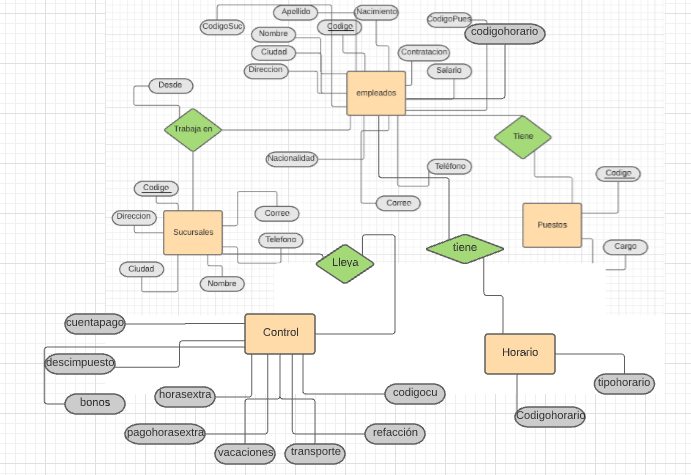 Apellido
Nacimiento
CodigoSuc
Codigo
CodigoPues
Nombre
codigohorario
Ciudad
Contratacion
Direccion
Salario
Desde
empleados
Trabaja en
Tiene
Nacionalidad
Teléfono
Codigo
Codigo
Correo
Direccion
Correo
Sucursales
Puestos
Telefono
tiene
Cargo
Lleva
Ciudad
Nombre
cuentapago
Control
Horario
descimpuesto
tipohorario
horasextra
codigocu
bonos
Codigohorario
pagohorasextra
refacción
vacaciones
transporte